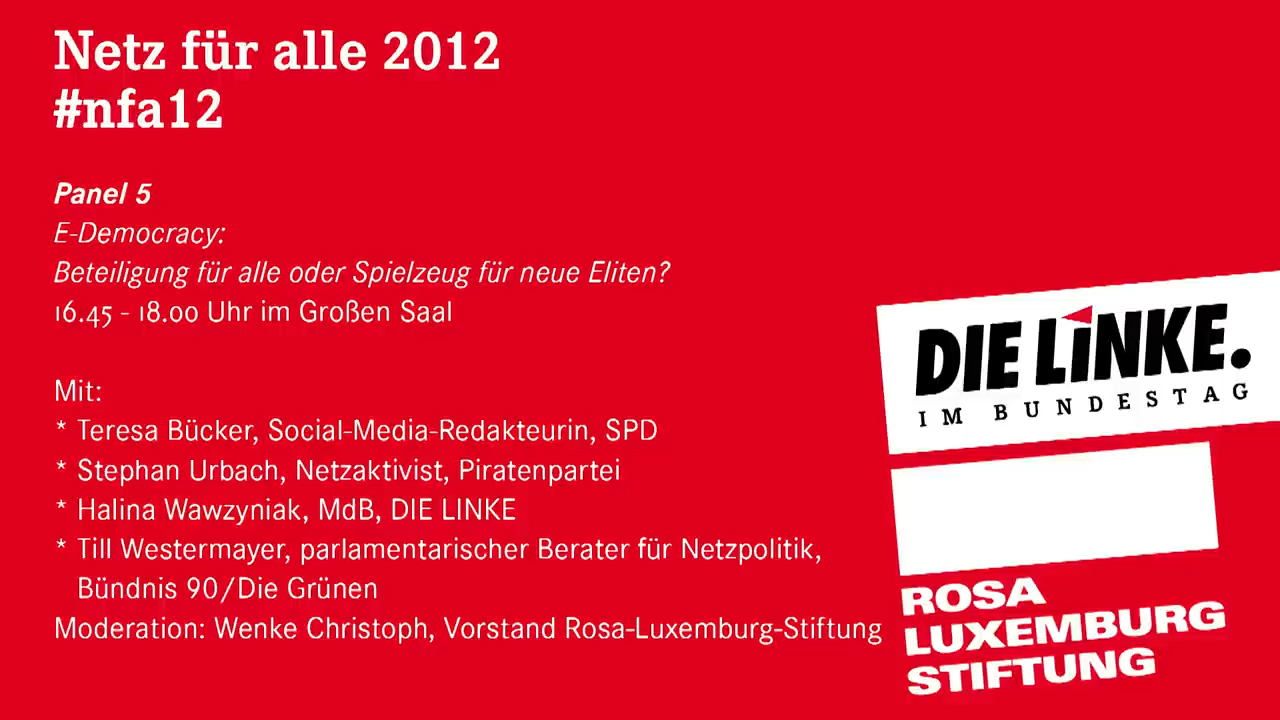 Netz für alle 2012
#nfa12
Panel 5
E-Democracy:
Beteiligung für alle oder Spielzeug für neue Eliten?
16.45 - 18.00 Uhr im Großen Saal
Mit:
* Teresa Bücker, Social-Media-Redakteurin, SPD
* Stephan Urbach, Netzaktivist, Piratenpartei
* Halina Wawzyniak, MdB, DIE LINKE
* Till Westermayer, parlamentarischer Berater für Netzpolitik,
Bündnis 90/Die Grünen
Moderation: Wenke Christoph, Vorstand Rosa-Luxemburg-Stiftung
DIE LINKE.
IM BUNDESTAG
ROSA
LUXEMBURG
STIFTUNG